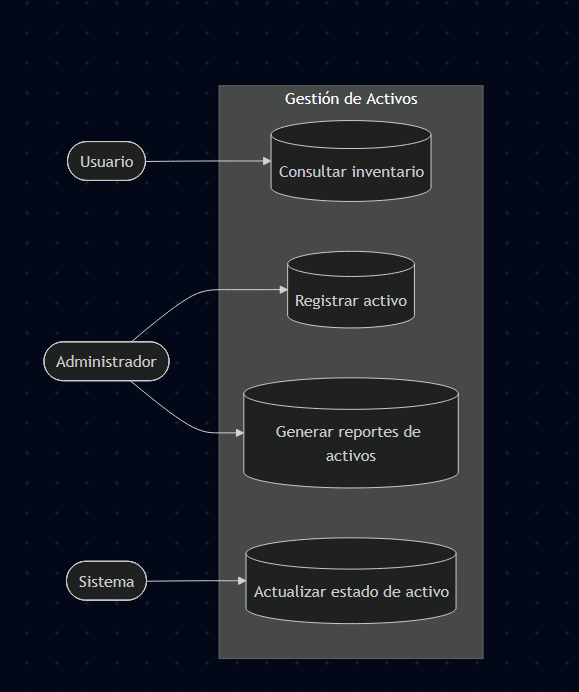 Gestión de Activos
Usuario
Consultar inventario
Registrar activo
Administrador
Generar reportes de
activos
Sistema
Actualizar estado de activo